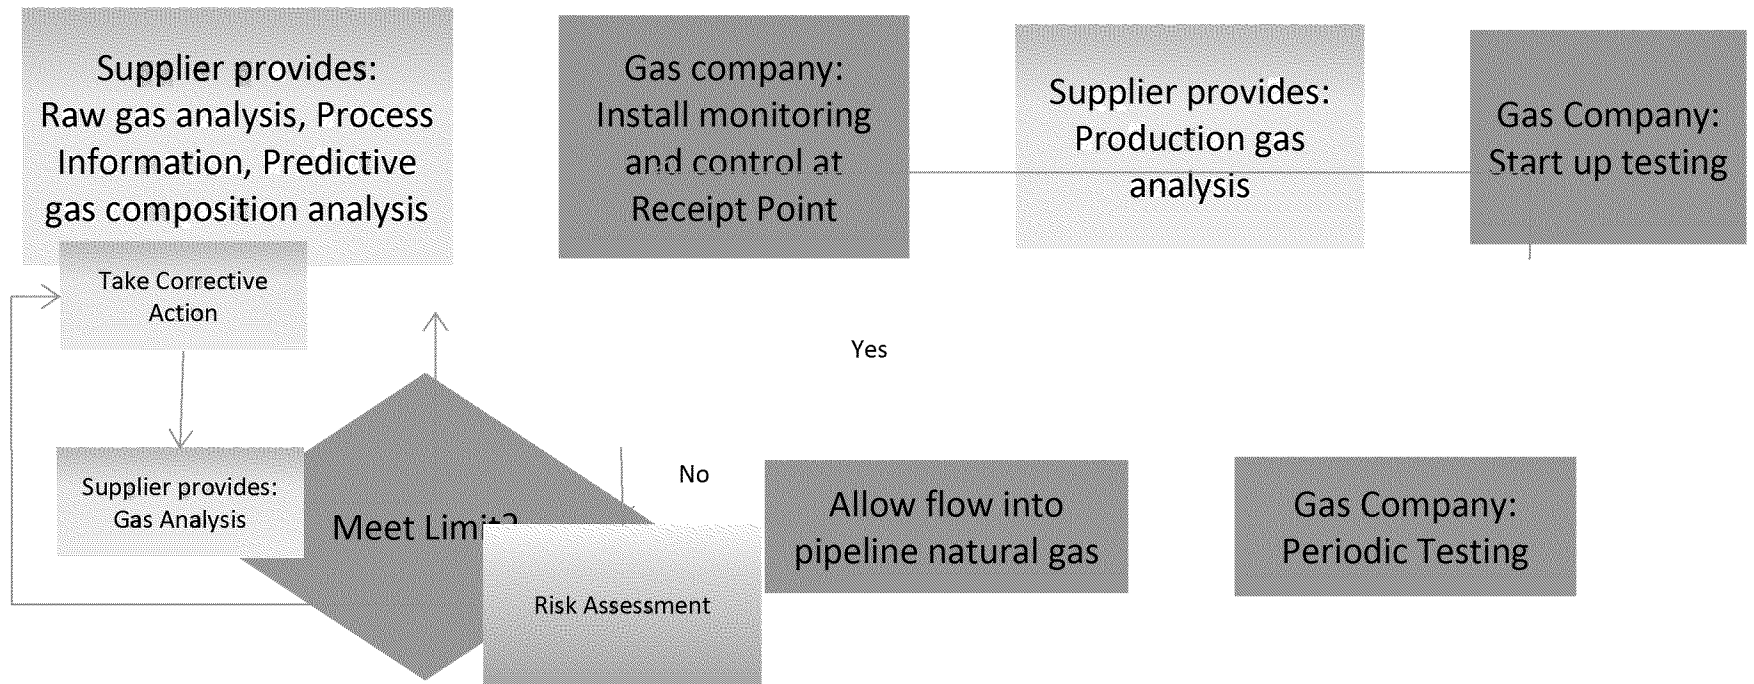 Supplier provides:
Raw gas analysis, Process
Information, Predictive
gas composition analysis
Gas company:
Install monitoring
and control at
Receipt Point
Supplier provides:
Production gas
analysis
Gas Company:
Start up testing
Take Corrective
Action
Yes
Supplier provides:
Gas Analysis
Meet Limit?
No
Risk Assessment
Allow flow into
pipeline natural gas
Gas Company:
Periodic Testing